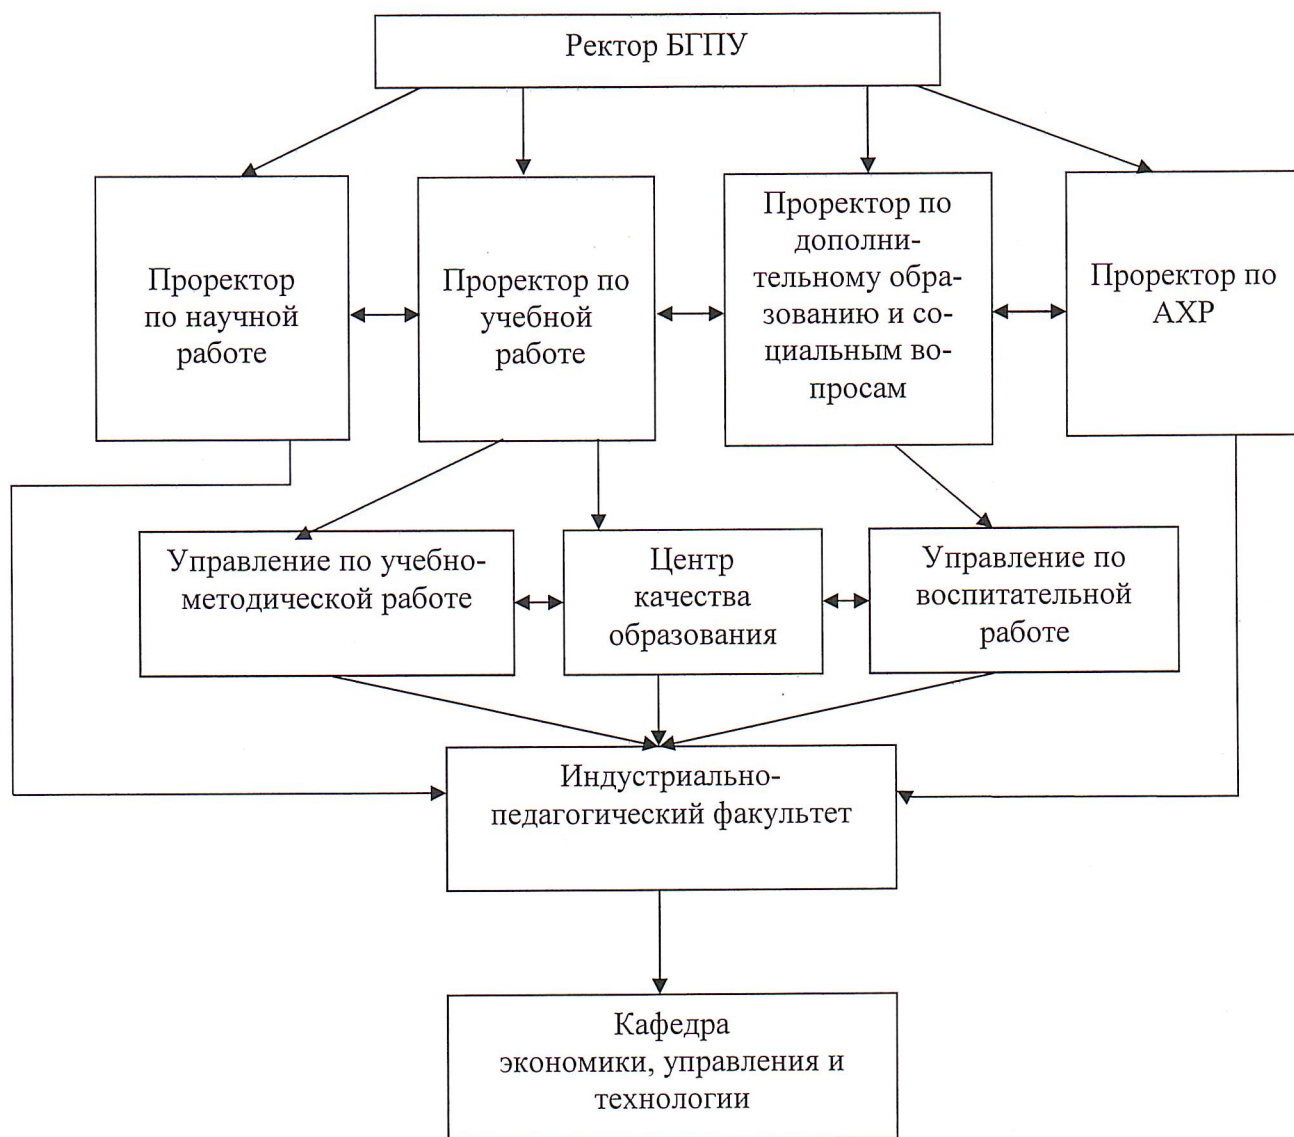 Ректор БГПУ
Проректор
по научной
работе
Проректор по
учебной
работе
Проректор по
дополни-
тельному обра-
зованию и со-
циальным во-
просам
Проректор по
АХР
Управление по учебно-
методической работе
Центр
качества
образования
Управление по
воспитательной
работе
Индустриально-
педагогический факультет
Кафедра
экономики, управления и
технологии